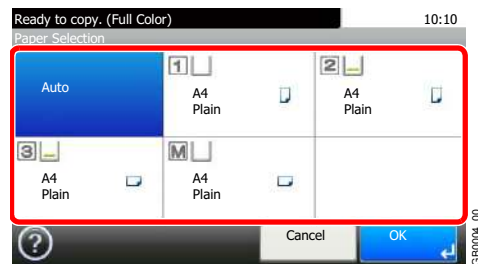 Ready to copy. (Full Color) 10:10
Paper Selection
Auto
1
A4
Plain
2
A4
Plain
3
A4
Plain
M
A4
Plain
?
Cancel
OK
GB0004_00